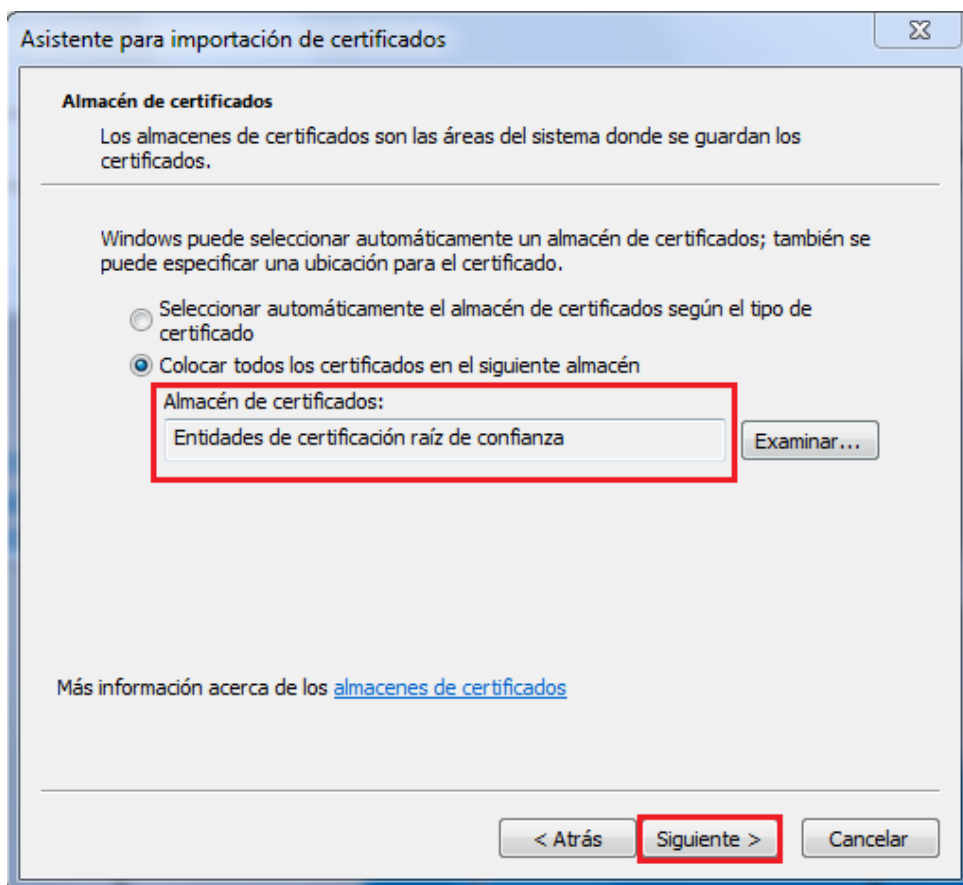 Asistente para importación de certificados
Almacén de certificados
Los almacenes de certificados son las áreas del sistema donde se guardan los
certificados.
Windows puede seleccionar automáticamente un almacén de certificados; también se
puede especificar una ubicación para el certificado.
Seleccionar automáticamente el almacén de certificados según el tipo de
certificado
Colocar todos los certificados en el siguiente almacén
Almacén de certificados:
Entidades de certificación raíz de confianza
Examinar...
Más información acerca de los almacenes de certificados
< Atrás
Siguiente >
Cancelar